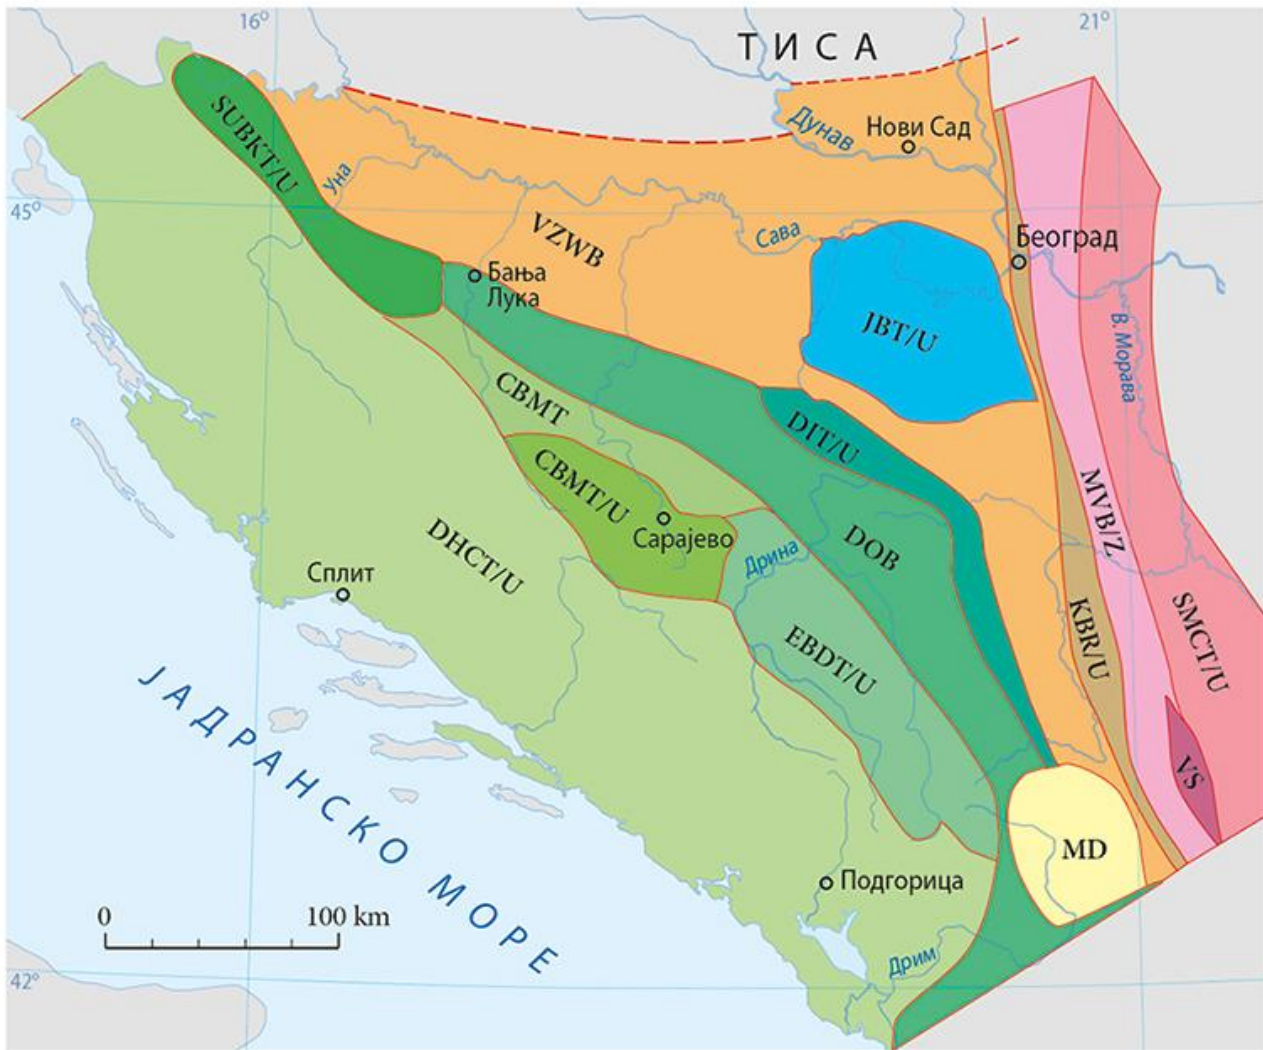 16°
21°
ТИСА
Дунав
Нови Сад
SUBKT/U
Уна
45°
VZWB
Сава
Београд
Бања
Лука
JBT/U
В. Морава
CBMT
DIT/U
CBMT/U
MVB/Z
Сарајево
DHCT/U
Дрина
DOB
Сплит
KBR/U
SMCT/U
EBDT/U
VS
ЈАДРАНСКО МОРЕ
MD
Подгорица
0 100 km
Дрим
42°